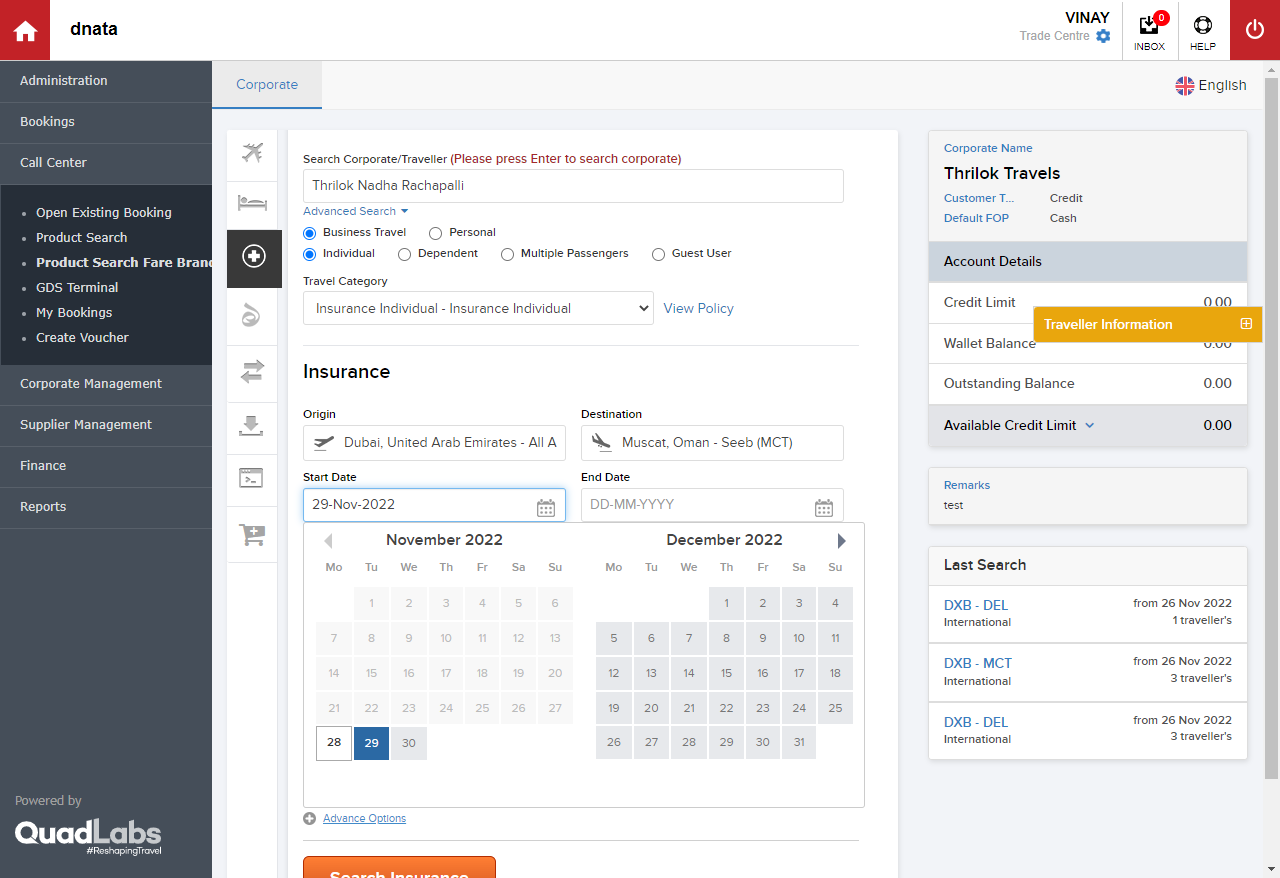 dnata
VINAY
Trade Centre
0
INBOX
HELP
Administration
Bookings
Call Center
Open Existing Booking
Product Search
Product Search Fare Brand
GDS Terminal
My Bookings
Create Voucher
Corporate Management
Supplier Management
Finance
Reports
Powered by
QuadLabs
#ReshapingTravel
Corporate
English
Search Corporate/Traveller (Please press Enter to search corporate)
Thrilok Nadha Rachapalli
Advanced Search
Business Travel Personal
Individual Dependent Multiple Passengers Guest User
Travel Category
Insurance Individual - Insurance Individual View Policy
Insurance
Origin Destination
Dubai, United Arab Emirates - All A Muscat, Oman - Seeb (MCT)
Start Date End Date
29-Nov-2022 DD-MM-YYYY
November 2022 December 2022
Mo Tu We Th Fr Sa Su Mo Tu We Th Fr Sa Su
1 2 3 4 5 6 1 2 3 4
7 8 9 10 11 12 13 5 6 7 8 9 10 11
14 15 16 17 18 19 20 12 13 14 15 16 17 18
21 22 23 24 25 26 27 19 20 21 22 23 24 25
28 29 30 26 27 28 29 30 31
Advance Options
Search Insurance
Corporate Name
Thrilok Travels
Customer T... Credit
Default FOP Cash
Account Details
Credit Limit 0.00
Traveller Information
Wallet Balance 0.00
Outstanding Balance 0.00
Available Credit Limit 0.00
Remarks
test
Last Search
DXB - DEL from 26 Nov 2022
International 1 traveller's
DXB - MCT from 26 Nov 2022
International 3 traveller's
DXB - DEL from 26 Nov 2022
International 3 traveller's